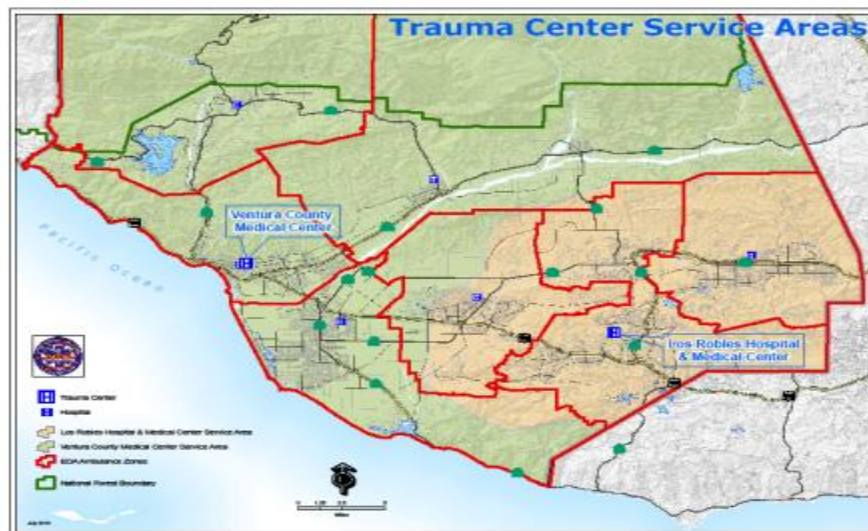 Trauma Center Service Areas
Ventura County
Medical Center
Pacific Ocean
Los Robles Hospital
& Medical Center
Trauma Center
Hospital
Los Robles Hospital & Medical Center Service Area
Ventura County Medical Center Service Area
Ambulance Zones
National Forest Boundary
Miles